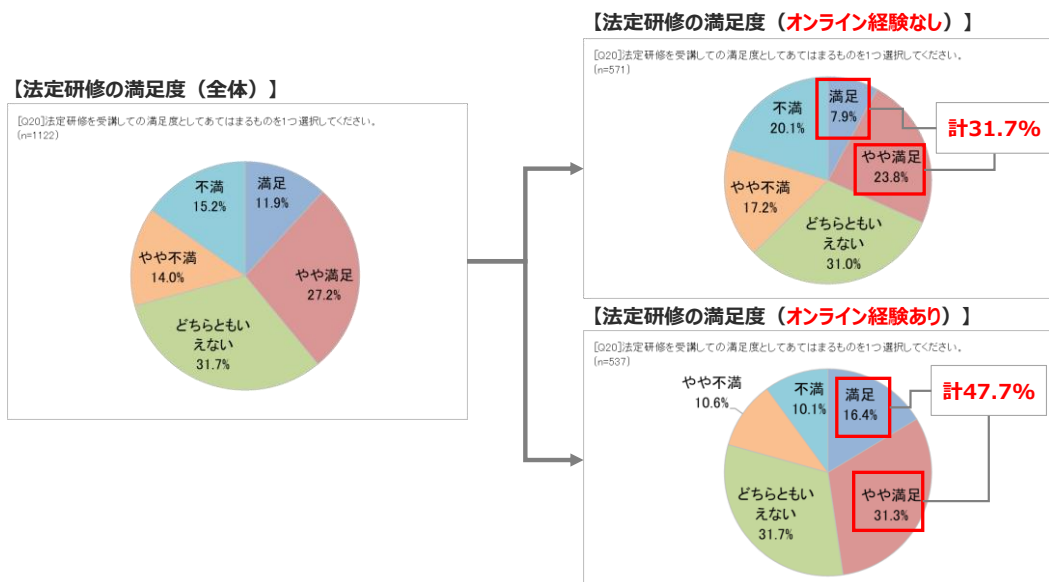 【法定研修の満足度（全体）】
[Q20]法定研修を受講しての満足度としてあてはまるものを1つ選択してください。
(n=1122)
満足
11.9%
やや満足
27.2%
どちらともい
えない
31.7%
やや不満
14.0%
不満
15.2%
【法定研修の満足度（オンライン経験なし）】
[Q20]法定研修を受講しての満足度としてあてはまるものを1つ選択してください。
(n=571)
満足
7.9%
やや満足
23.8%
どちらともい
えない
31.0%
やや不満
17.2%
不満
20.1%
計31.7%
【法定研修の満足度（オンライン経験あり）】
[Q20]法定研修を受講しての満足度としてあてはまるものを1つ選択してください。
(n=537)
満足
16.4%
やや満足
31.3%
どちらともい
えない
31.7%
やや不満
10.6%
不満
10.1%
計47.7%